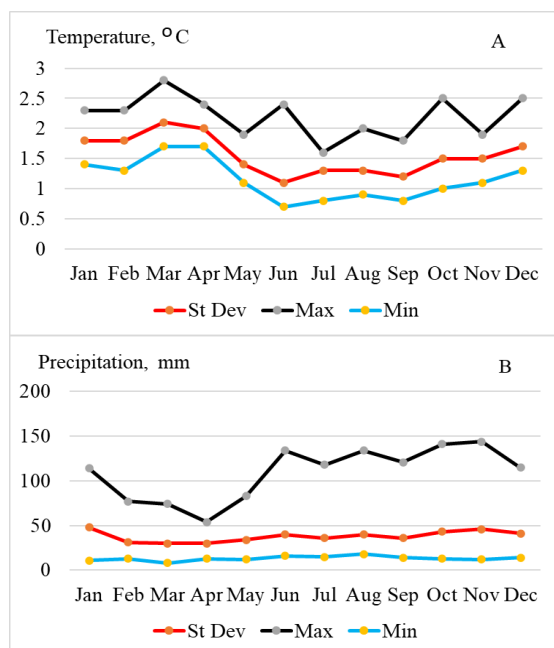 Temperature, °C A
3
2.5
2
1.5
1
0.5
0
Jan Feb Mar Apr May Jun Jul Aug Sep Oct Nov Dec
St Dev Max Min
Precipitation, mm B
200
150
100
50
0
Jan Feb Mar Apr May Jun Jul Aug Sep Oct Nov Dec
St Dev Max Min